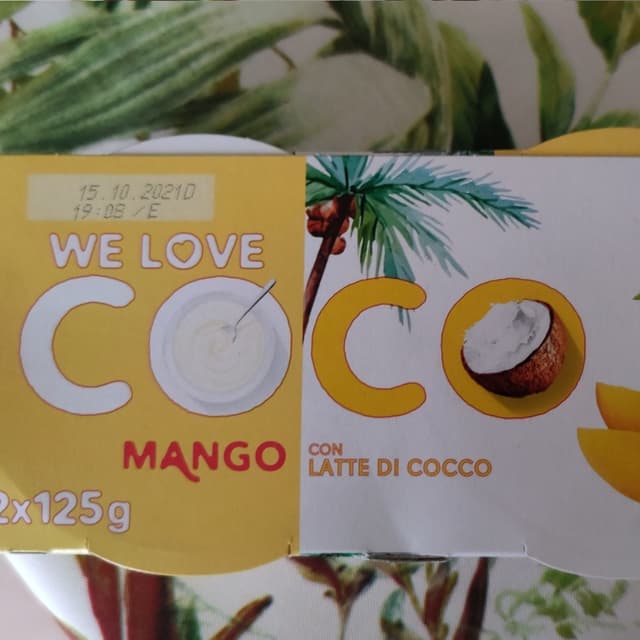 15.10.2021D
19:08 /E
WE LOVE
COCO
MANGO
CON
LATTE DI COCCO
2x125g